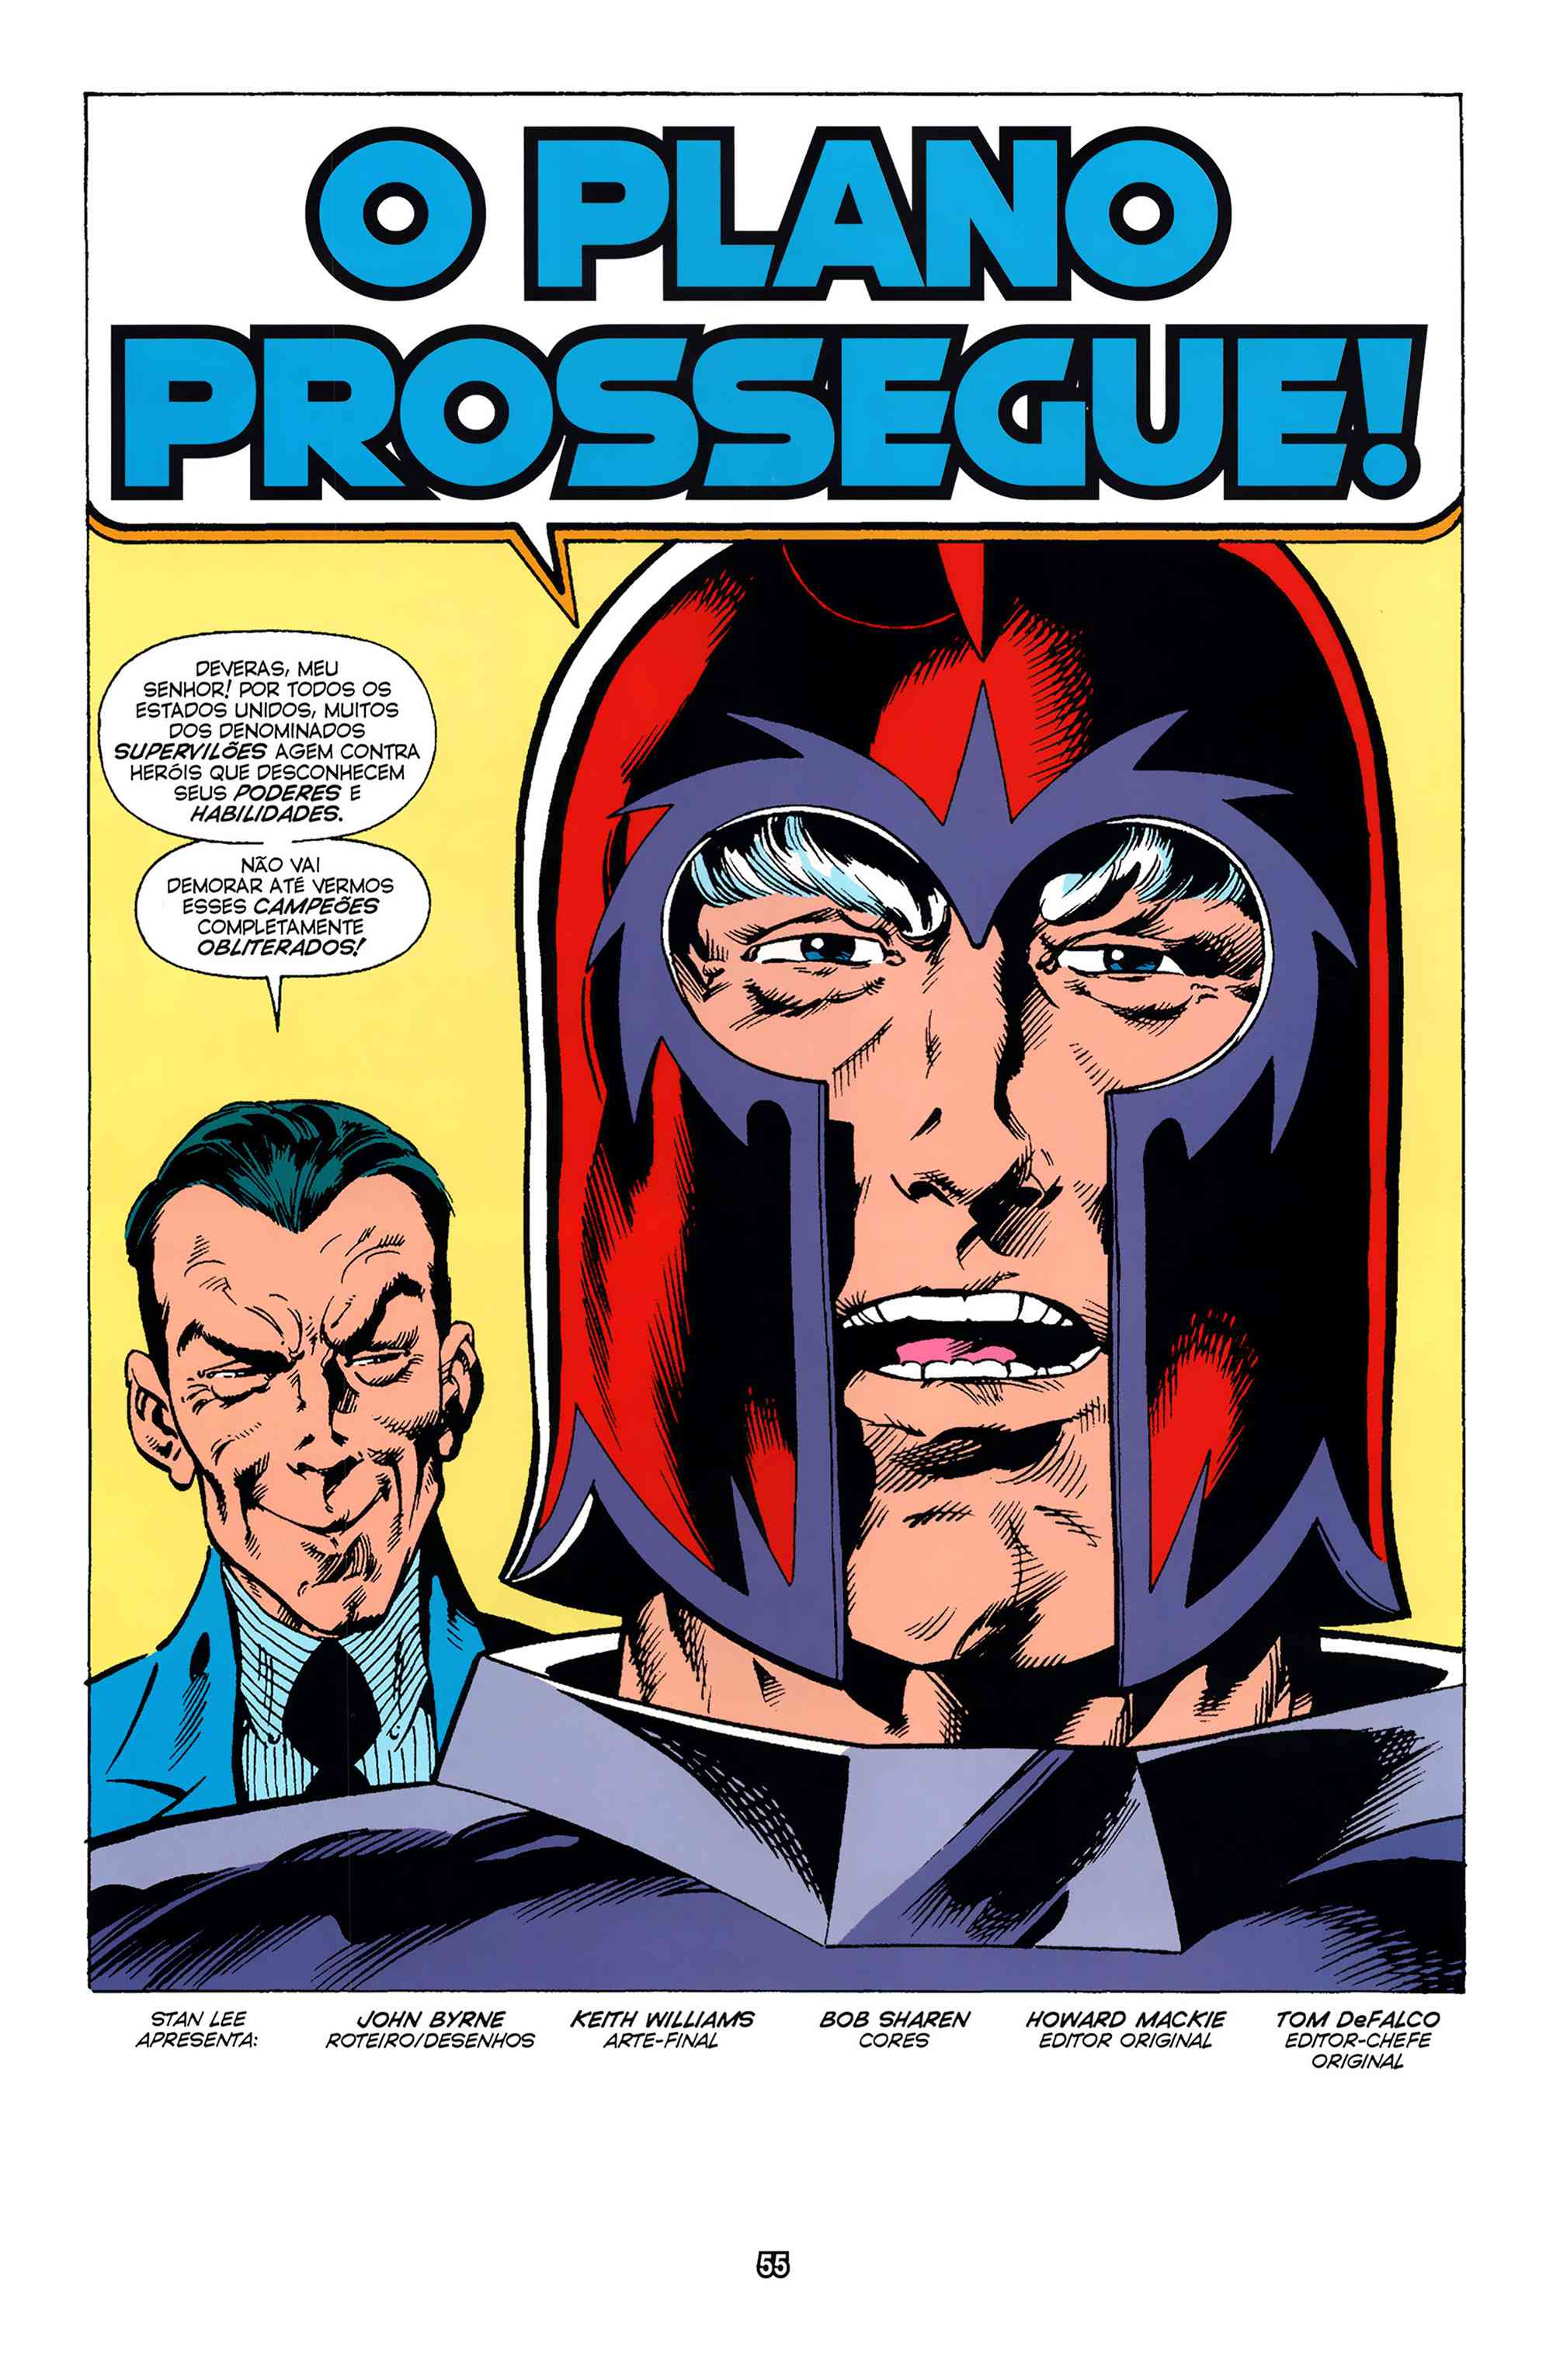 O PLANO
PROSSEGUE!
DEVERAS, MEU
SENHOR! POR TODOS OS
ESTADOS UNIDOS, MUITOS
DOS DENOMINADOS
SUPERVILÕES AGEM CONTRA
HERÓIS QUE DESCONHECEM
SEUS PODERES E
HABILIDADES.
NÃO VAI
DEMORAR ATÉ VERMOS
ESSES CAMPEÕES
COMPLETAMENTE
OBLITERADOS!
STAN LEE
APRESENTA:
JOHN BYRNE
ROTEIRO/DESENHOS
KEITH WILLIAMS
ARTE-FINAL
BOB SHAREN
CORES
HOWARD MACKIE
EDITOR ORIGINAL
TOM DeFALCO
EDITOR-CHEFE
ORIGINAL
55